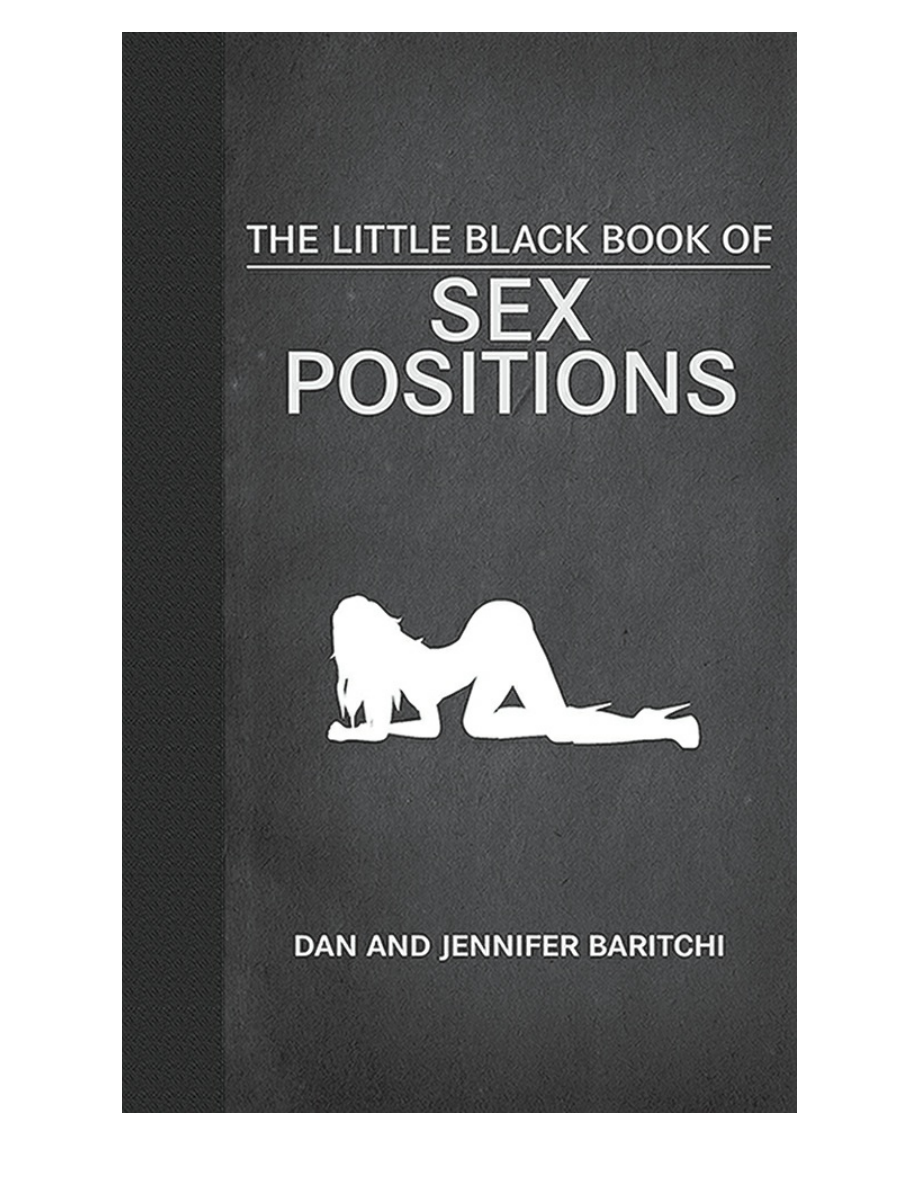 THE LITTLE BLACK BOOK OF
SEX
POSITIONS
DAN AND JENNIFER BARITCHI